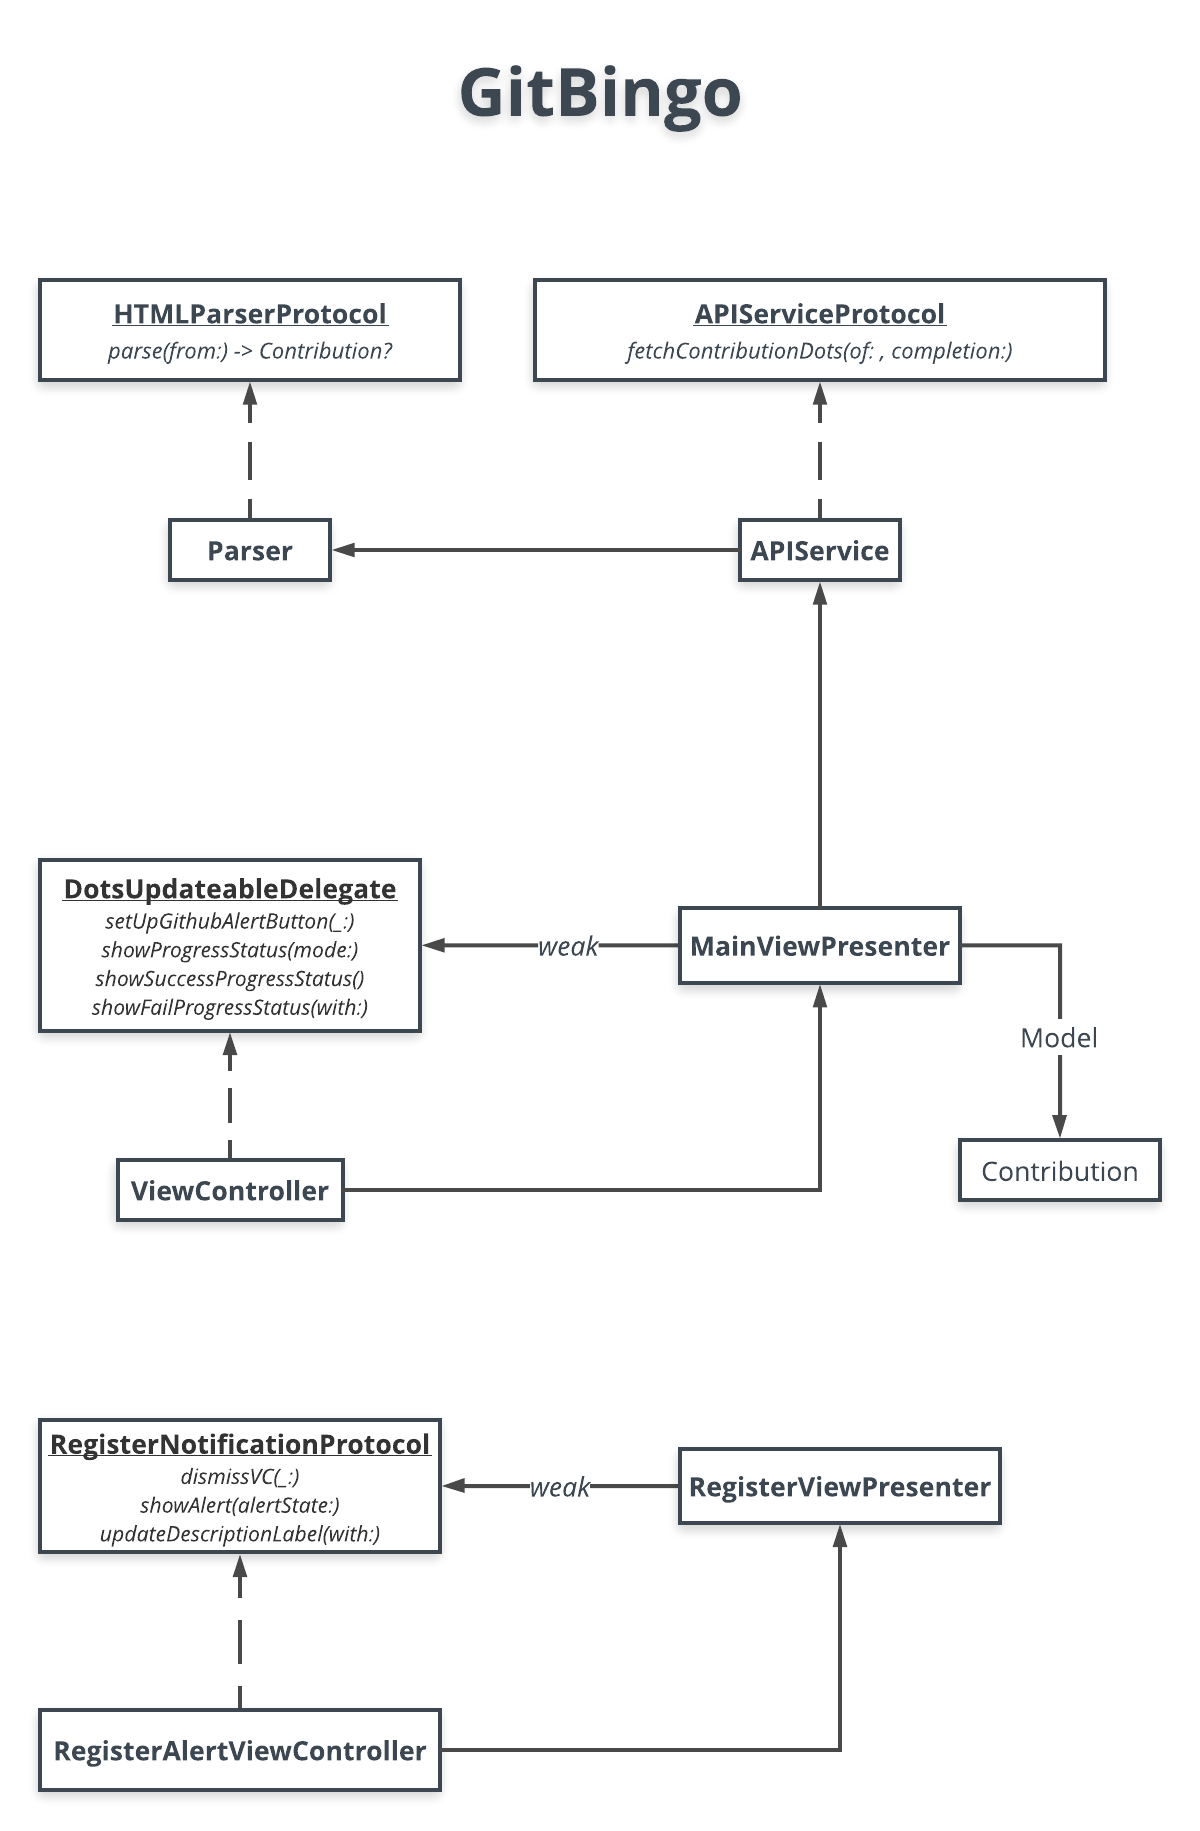 GitBingo
HTMLParserProtocol
parse(from:) -> Contribution?
APIServiceProtocol
fetchContributionDots(of: , completion:)
Parser
APIService
DotsUpdateableDelegate
setUpGithubAlertButton(_:)
showProgressStatus(mode:)
showSuccessProgressStatus()
showFailProgressStatus(with:)
weak
MainViewPresenter
Model
Contribution
ViewController
RegisterNotificationProtocol
dismissVC(_:)
showAlert(alertState:)
updateDescriptionLabel(with:)
weak
RegisterViewPresenter
RegisterAlertViewController